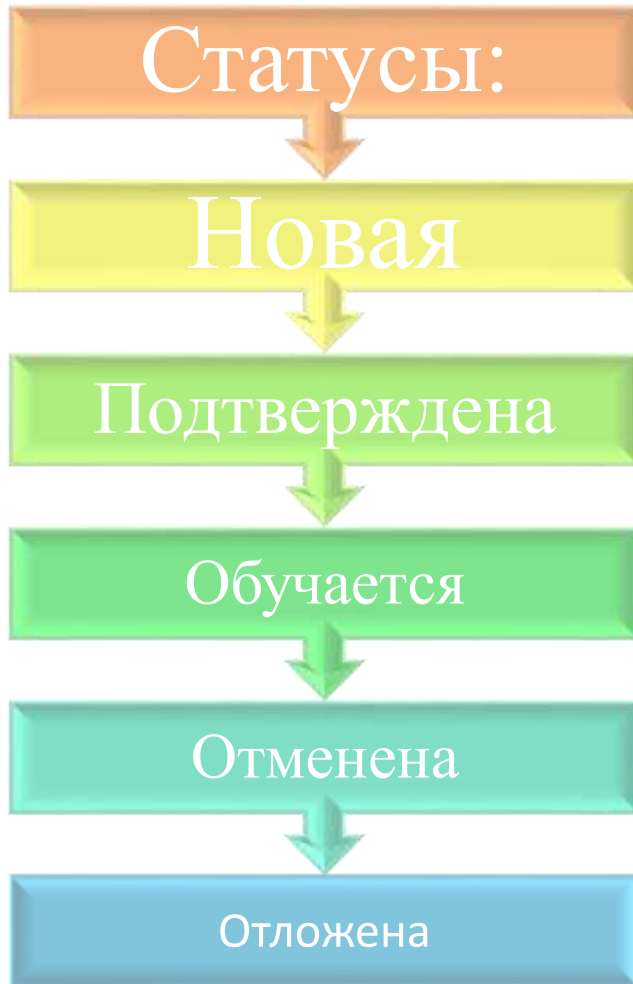 Статусы:
Новая
Подтверждена
Обучается
Отменена
Отложена